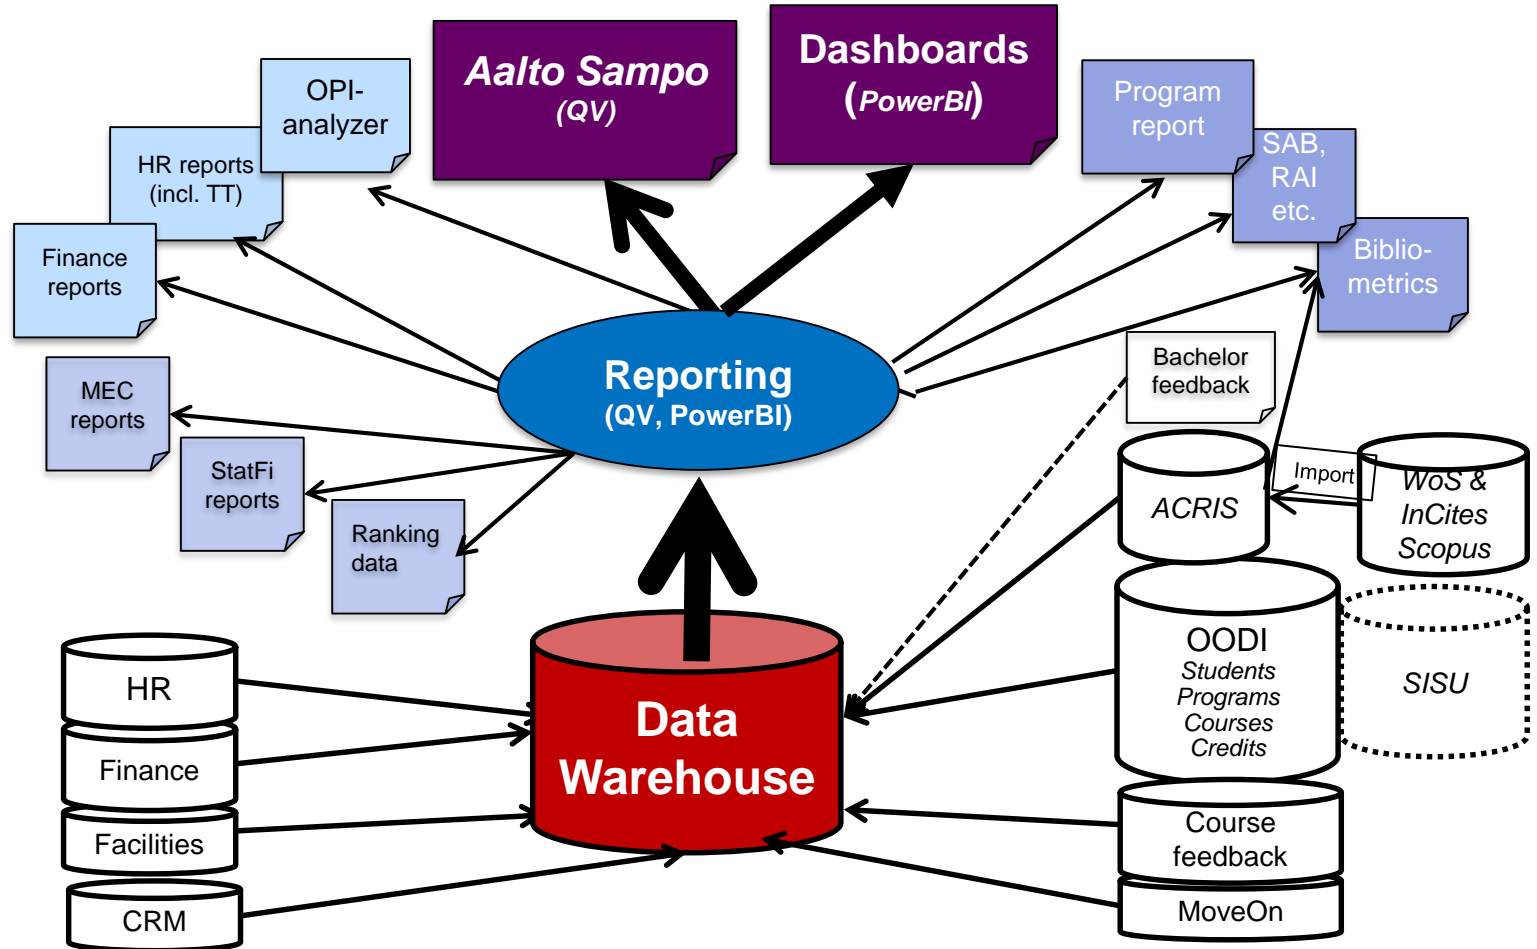 Aalto Sampo
(QV)
Dashboards
(PowerBI)
OPI-
analyzer
HR reports
(incl. TT)
Finance
reports
Program
report
SAB,
RAI
etc.
Biblio-
metrics
Reporting
(QV, PowerBI)
MEC
reports
StatFi
reports
Ranking
data
Bachelor
feedback
ACRIS
Import
WoS &
InCites
Scopus
OODI
Students
Programs
Courses
Credits
SISU
HR
Finance
Facilities
CRM
Data
Warehouse
Course
feedback
MoveOn